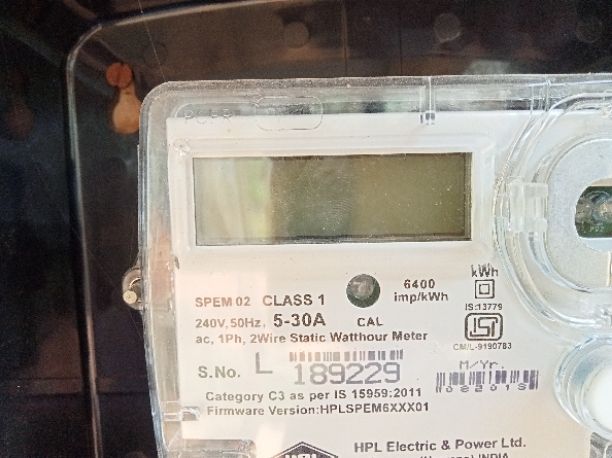 SPEM 02 CLASS 1
6400
imp/kWh
kWh
IS:13779
240V, 50Hz, 5-30A
CAL
ac, 1Ph, 2Wire Static Watthour Meter
CM/L-9190783
S.No. L 189229
M/Yr.
Category C3 as per IS 15959:2011
Firmware Version:HPLSPEM6XXX01
HPL Electric & Power Ltd.